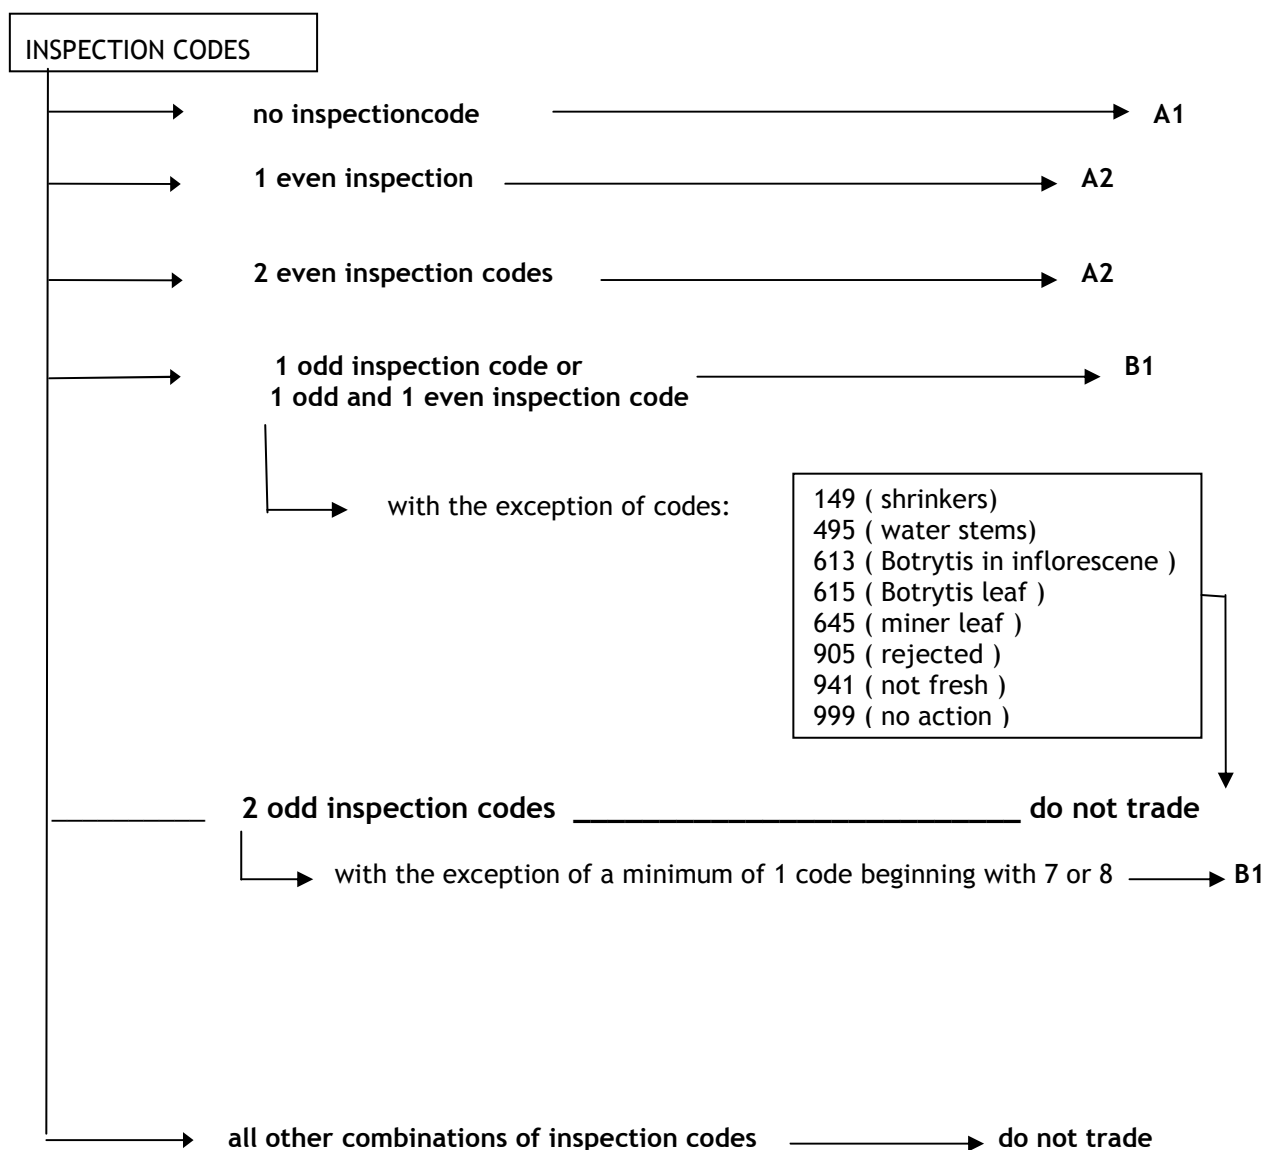 INSPECTION CODES
no inspectioncode A1
1 even inspection A2
2 even inspection codes A2
1 odd inspection code or B1
1 odd and 1 even inspection code
with the exception of codes:
149 ( shrinkers)
495 ( water stems)
613 ( Botrytis in inflorescene )
615 ( Botrytis leaf )
645 ( miner leaf )
905 ( rejected )
941 ( not fresh )
999 ( no action )
2 odd inspection codes do not trade
with the exception of a minimum of 1 code beginning with 7 or 8 B1
all other combinations of inspection codes do not trade